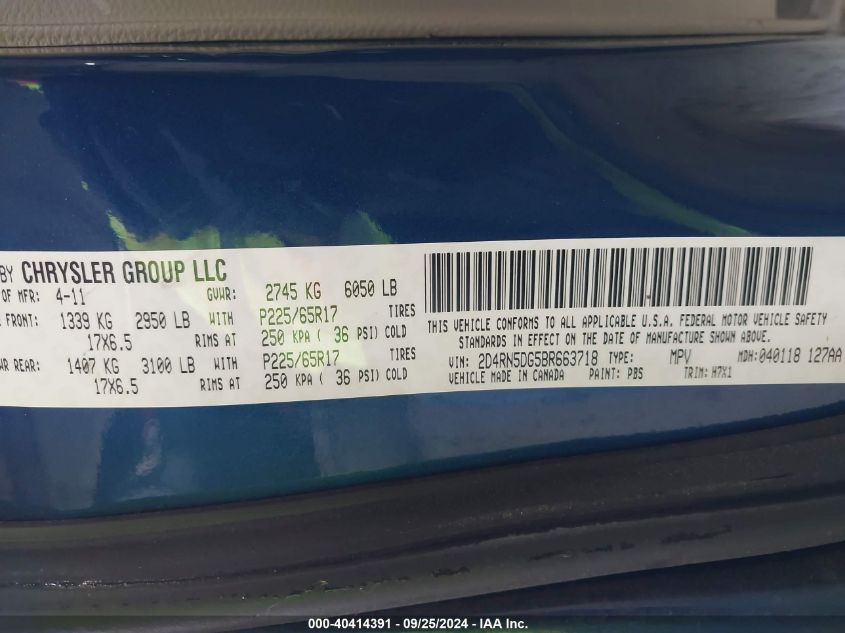 BY CHRYSLER GROUP LLC
OF MFR: 4-11 GVWR: 2745 KG 6050 LB
FRONT: 1339 KG 2950 LB WITH P225/65R17 TIRES
17X6.5 RIMS AT 250 KPA ( 36 PSI) COLD
WR REAR: 1407 KG 3100 LB WITH P225/65R17 TIRES
17X6.5 RIMS AT 250 KPA ( 36 PSI) COLD
THIS VEHICLE CONFORMS TO ALL APPLICABLE U.S.A. FEDERAL MOTOR VEHICLE SAFETY
STANDARDS IN EFFECT ON THE DATE OF MANUFACTURE SHOWN ABOVE.
VIN: 2D4RN5DG5BR663718 TYPE: MPV MDH:040118 127AA
VEHICLE MADE IN CANADA PAINT: PBS TRIM: H7X1
000-40414391 - 09/25/2024 - IAA Inc.